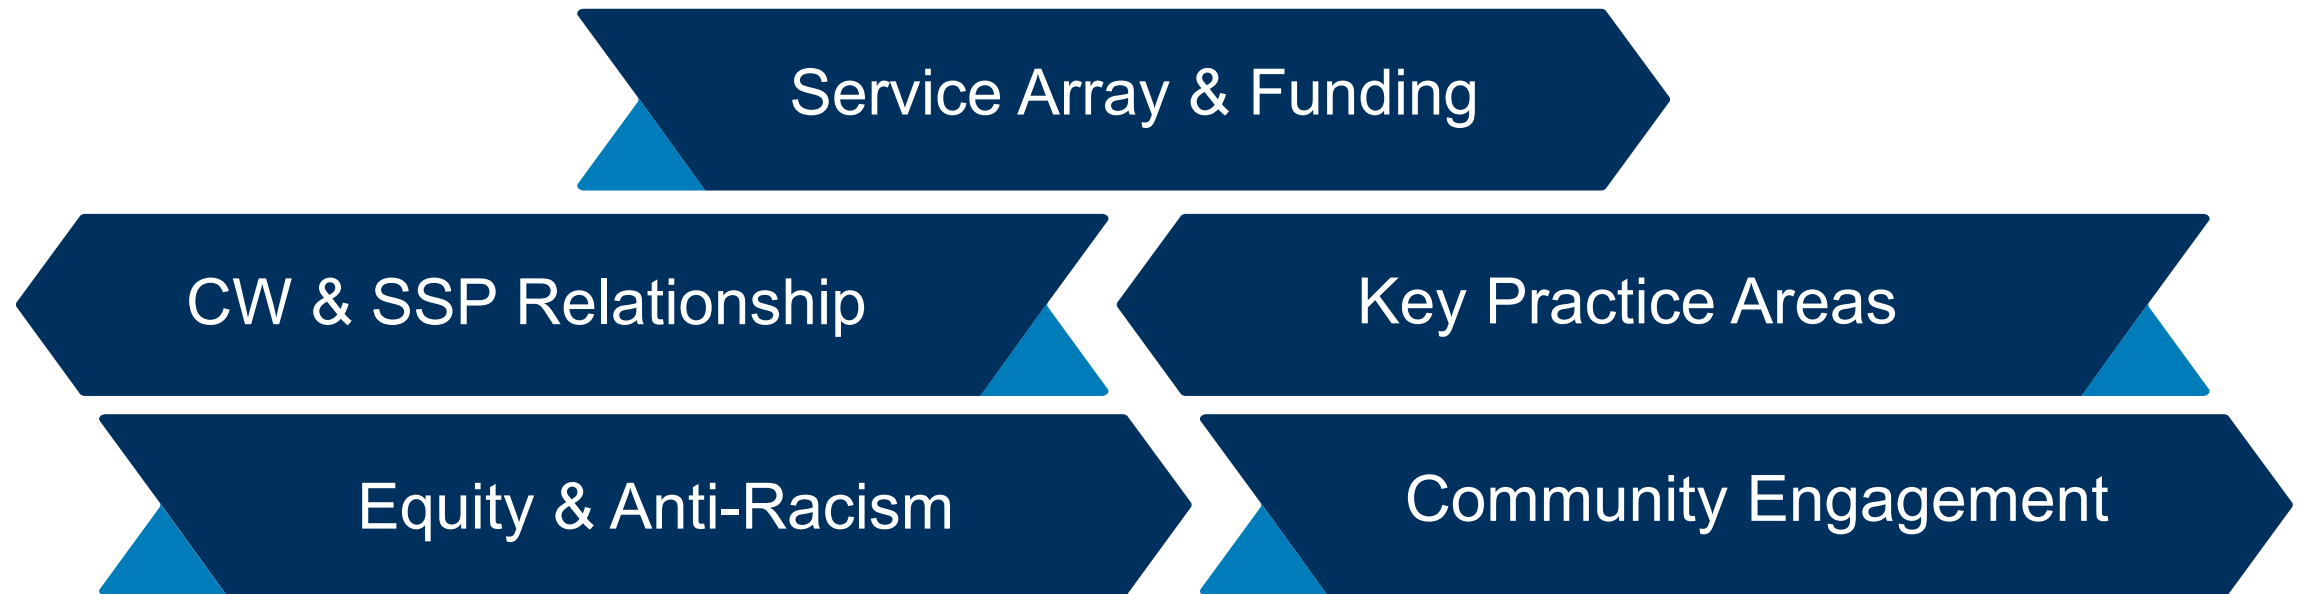 Service Array & Funding
CW & SSP Relationship
Key Practice Areas
Equity & Anti-Racism
Community Engagement